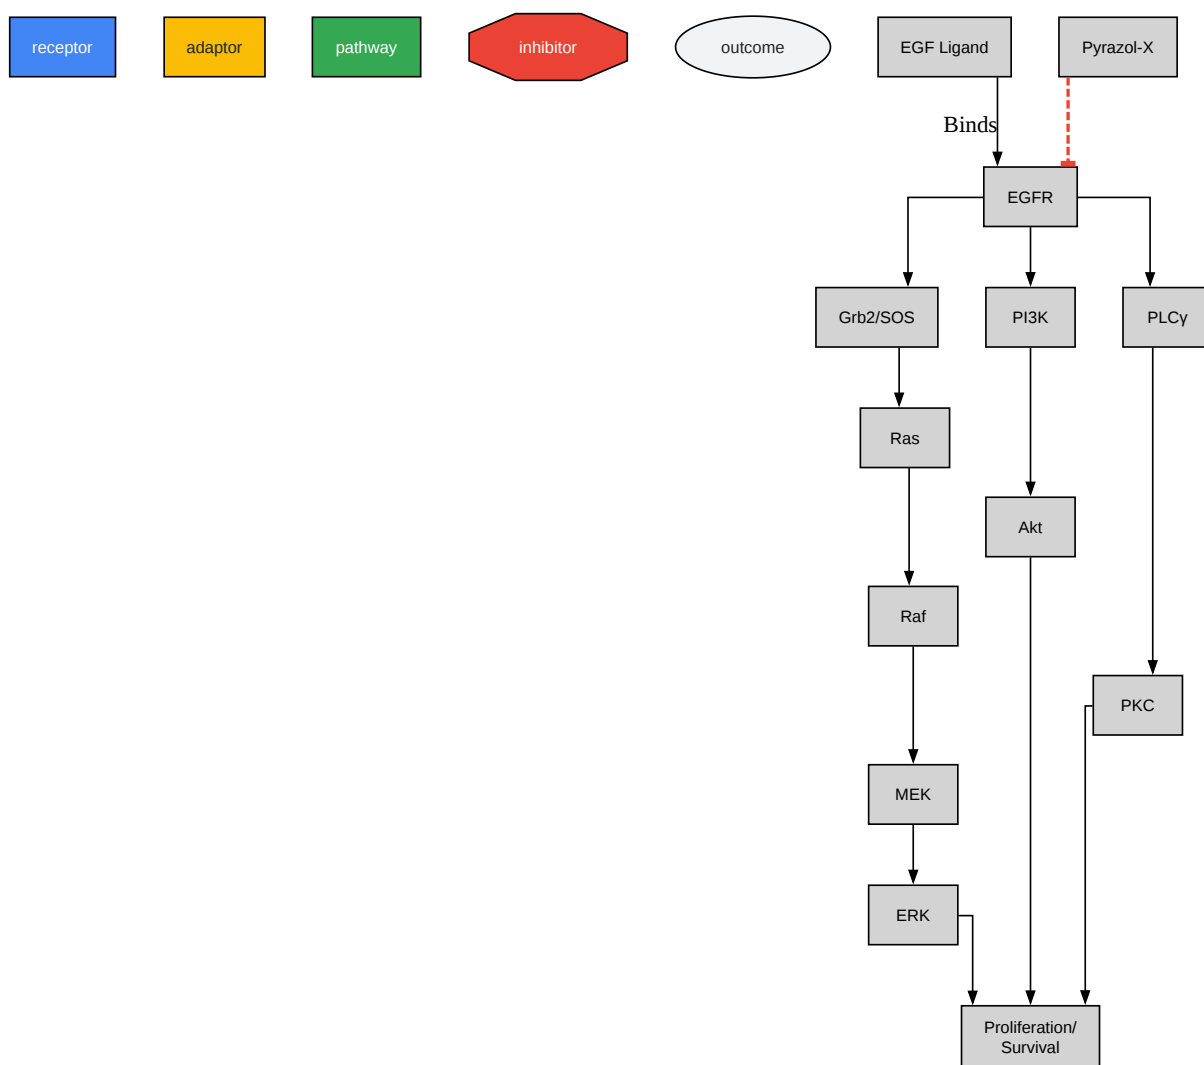 receptor
adaptor
pathway
inhibitor
outcome
EGF Ligand
Pyrazol-X
Binds
EGFR
Grb2/SOS
PI3K
PLCγ
Ras
Akt
Raf
PKC
MEK
ERK
Proliferation/
Survival